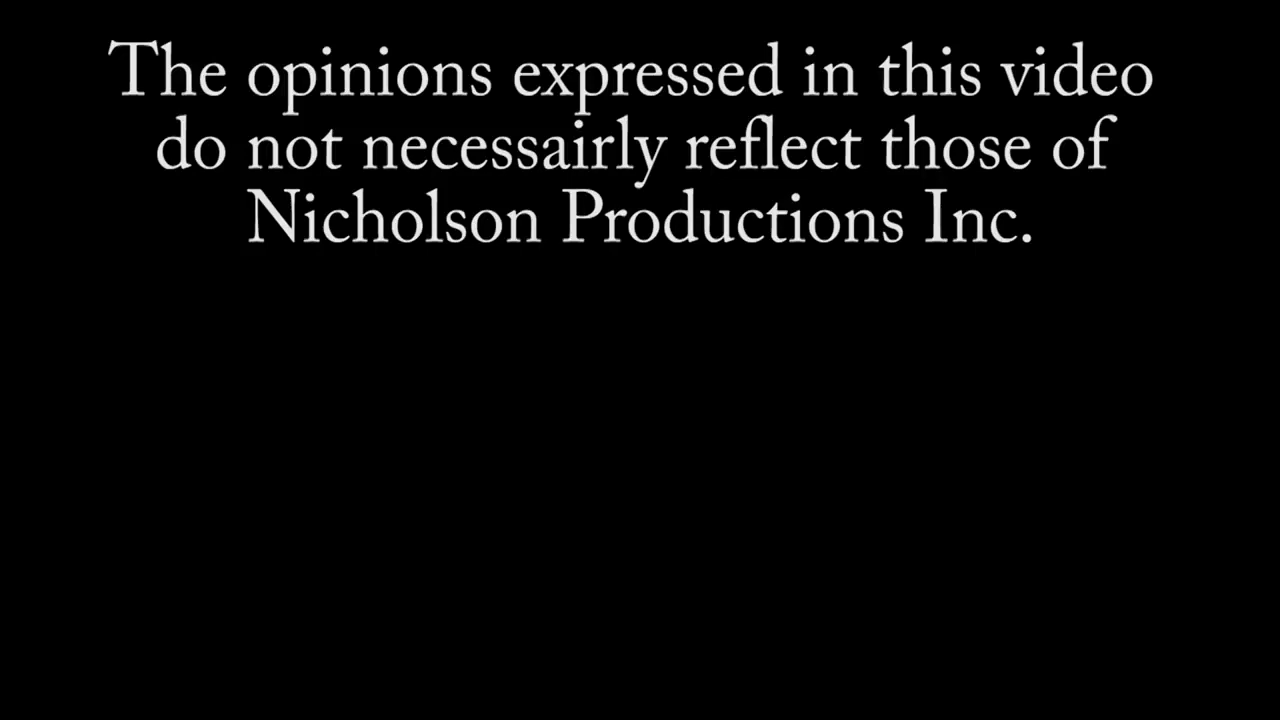 The opinions expressed in this video
do not necessairly reflect those of
Nicholson Productions Inc.